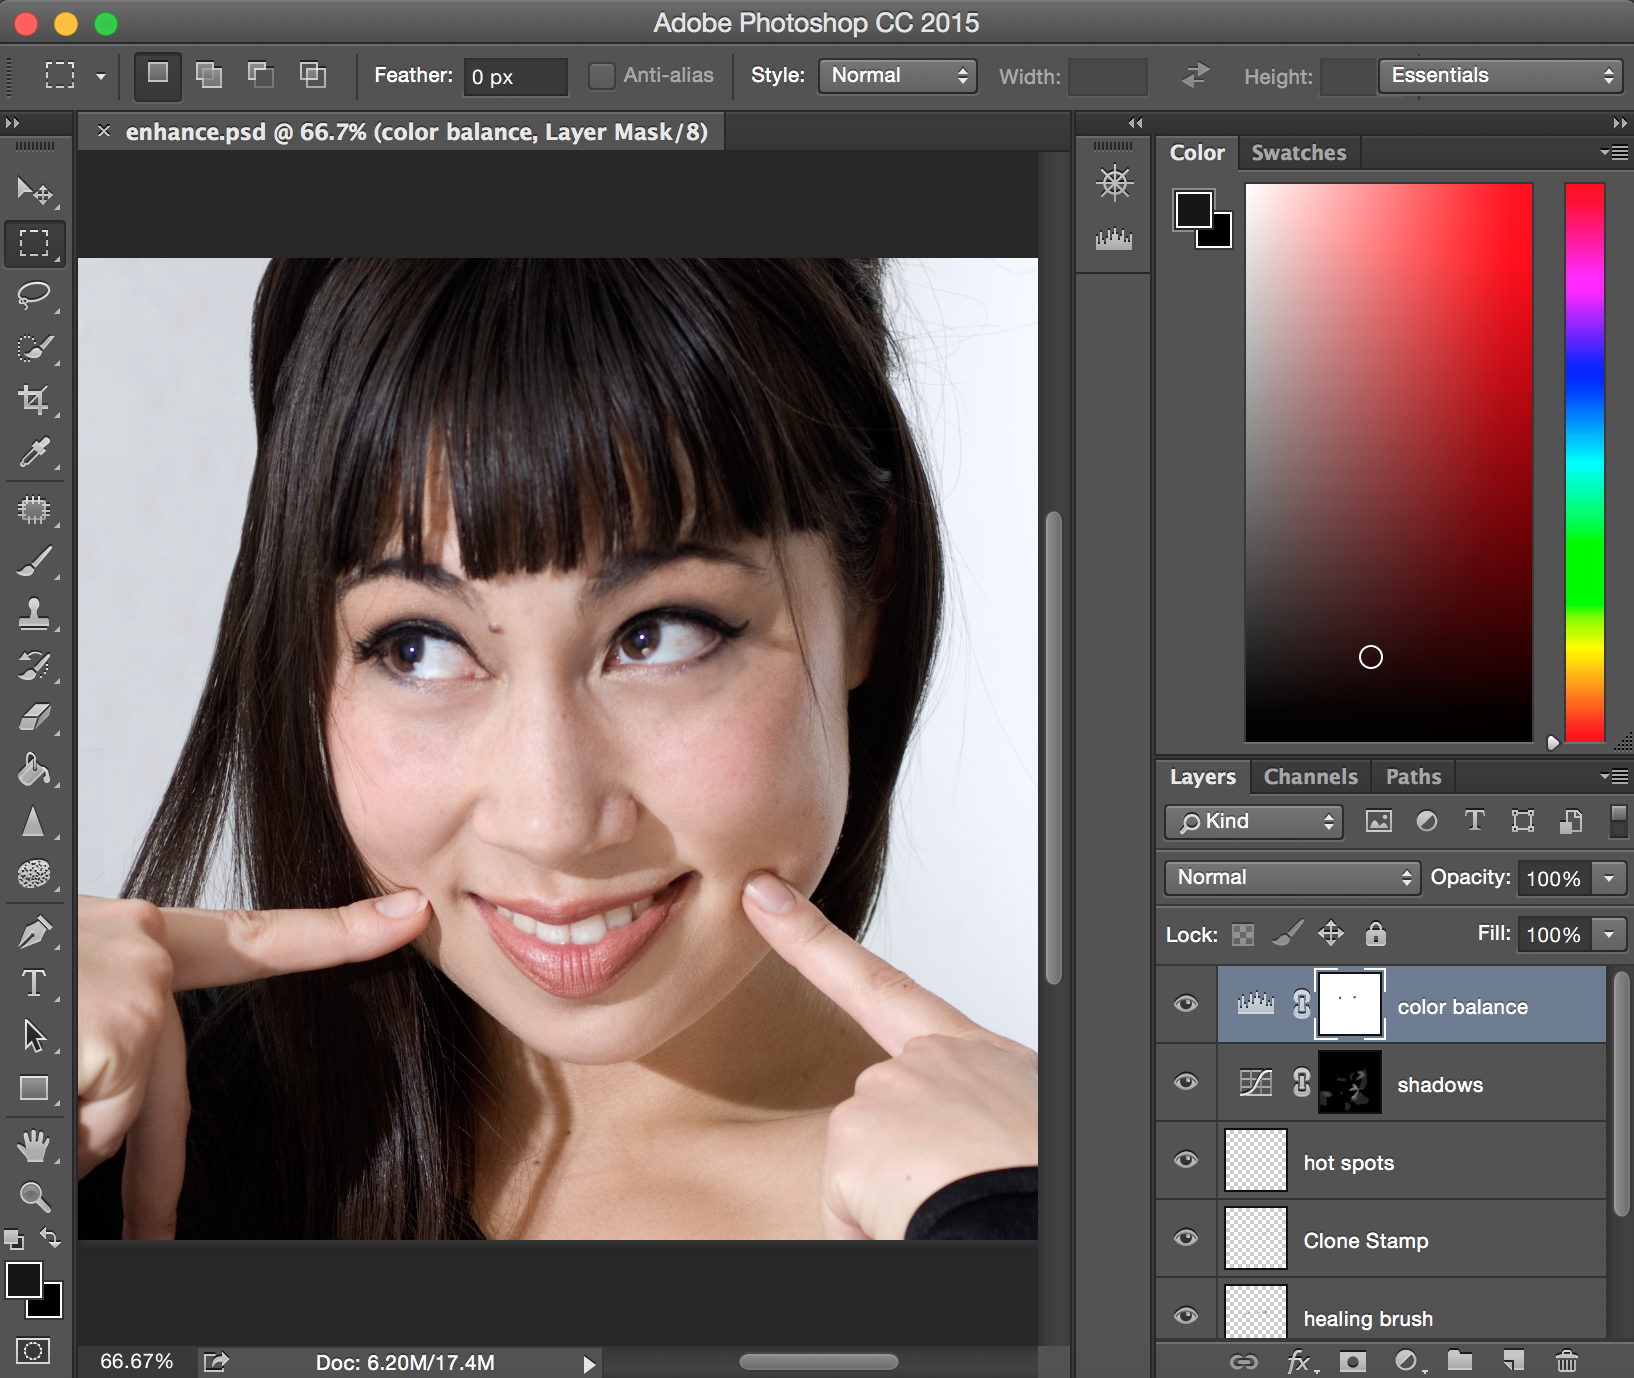 Adobe Photoshop CC 2015
Feather: 0 px Anti-alias Style: Normal Width: Height: Essentials
× enhance.psd @ 66.7% (color balance, Layer Mask/8)
Color Swatches
Layers Channels Paths
Kind
Normal Opacity: 100%
Lock: Fill: 100%
color balance
shadows
hot spots
Clone Stamp
healing brush
66.67% Doc: 6.20M/17.4M
fx